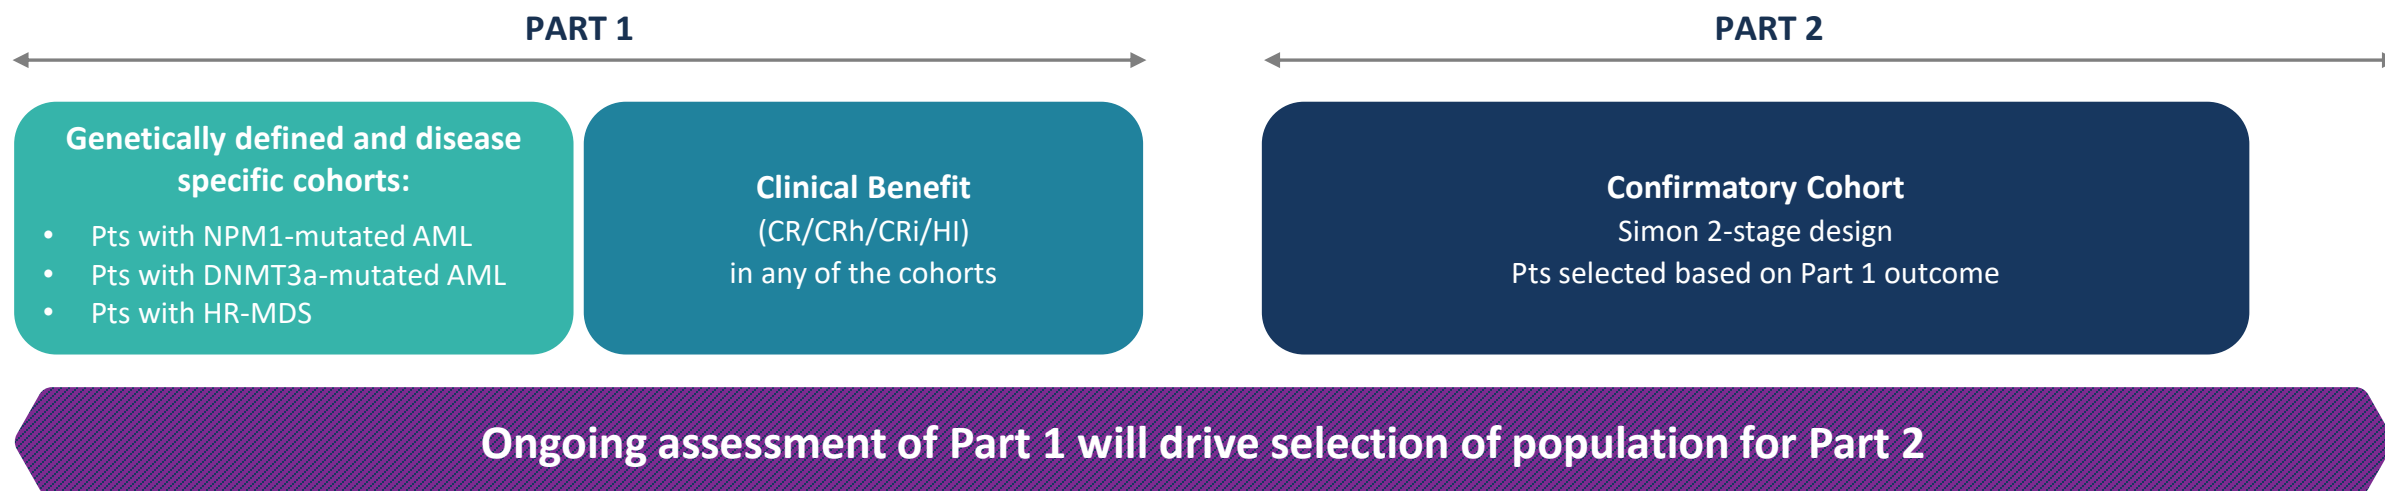 PART 1
PART 2
Genetically defined and disease
specific cohorts:
• Pts with NPM1-mutated AML
• Pts with DNMT3a-mutated AML
• Pts with HR-MDS
Clinical Benefit
(CR/CRh/CRi/HI)
in any of the cohorts
Confirmatory Cohort
Simon 2-stage design
Pts selected based on Part 1 outcome
Ongoing assessment of Part 1 will drive selection of population for Part 2